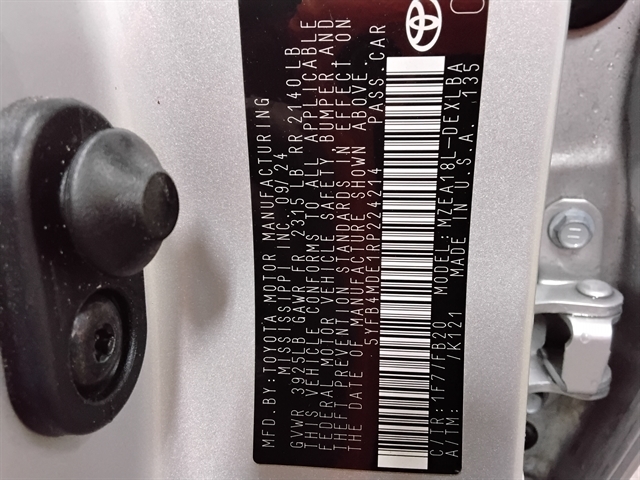 MFD.BY:TOYOTA MOTOR MANUFACTURING
MISSISSIPPI INC. 09/24
GVWR 3925LB GAWR FR 2315 LB RR 2140 LB
THIS VEHICLE CONFORMS TO ALL APPLICABLE
FEDERAL MOTOR VEHICLE SAFETY BUMPER AND
THEFT PREVENTION STANDARDS IN EFFECT ON
THE DATE OF MANUFACTURE SHOWN ABOVE.
5YFB4MDE1RP224214 PASS.CAR
C/TR: 1F7/FB20 MODEL: MZEA18L-DEXLBA
A/TM: /K121 MADE IN U.S.A. 135